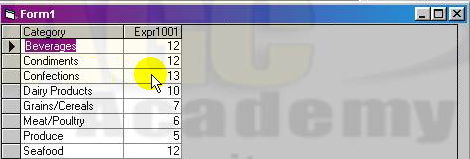 Form1
Category Expr1001
Beverages 12
Condiments 12
Confections 13
Dairy Products 10
Grains/Cereals 7
Meat/Poultry 6
Produce 5
Seafood 12
Academy